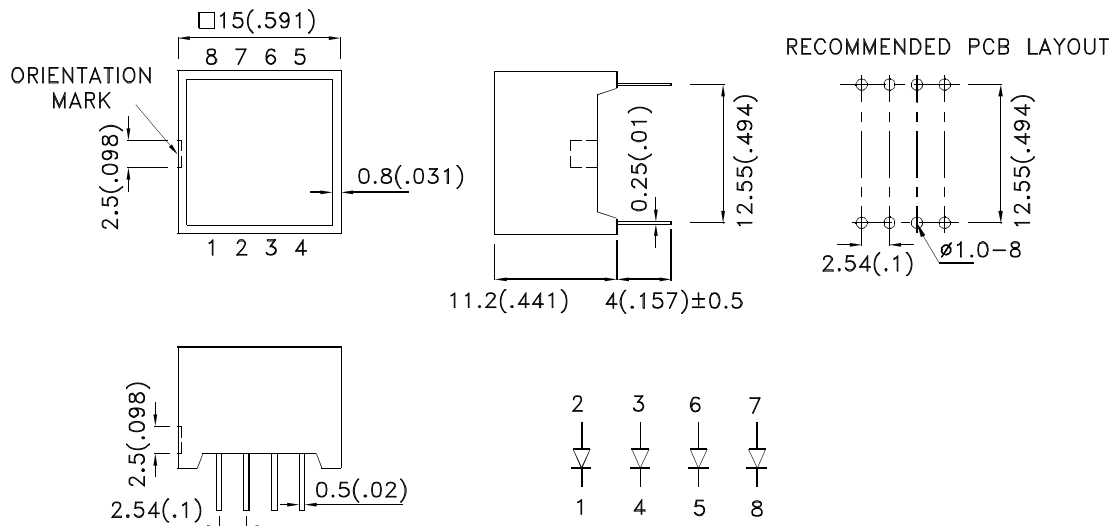 □15(.591)
8 7 6 5
ORIENTATION
MARK
2.5(.098)
0.8(.031)
1 2 3 4
0.25(.01)
12.55(.494)
11.2(.441)
4(.157)±0.5
RECOMMENDED PCB LAYOUT
12.55(.494)
2.54(.1)
ø1.0-8
2.5(.098)
2.54(.1)
0.5(.02)
2 3 6 7
1 4 5 8